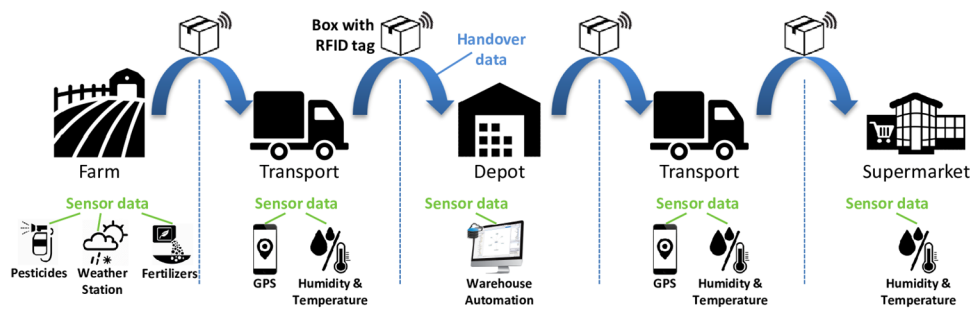 Box with
RFID tag
Handover
data
Farm
Transport
Depot
Transport
Supermarket
Sensor data
Sensor data
Sensor data
Sensor data
Sensor data
Pesticides
Weather
Station
Fertilizers
GPS
Humidity &
Temperature
Warehouse
Automation
GPS
Humidity &
Temperature
Humidity &
Temperature